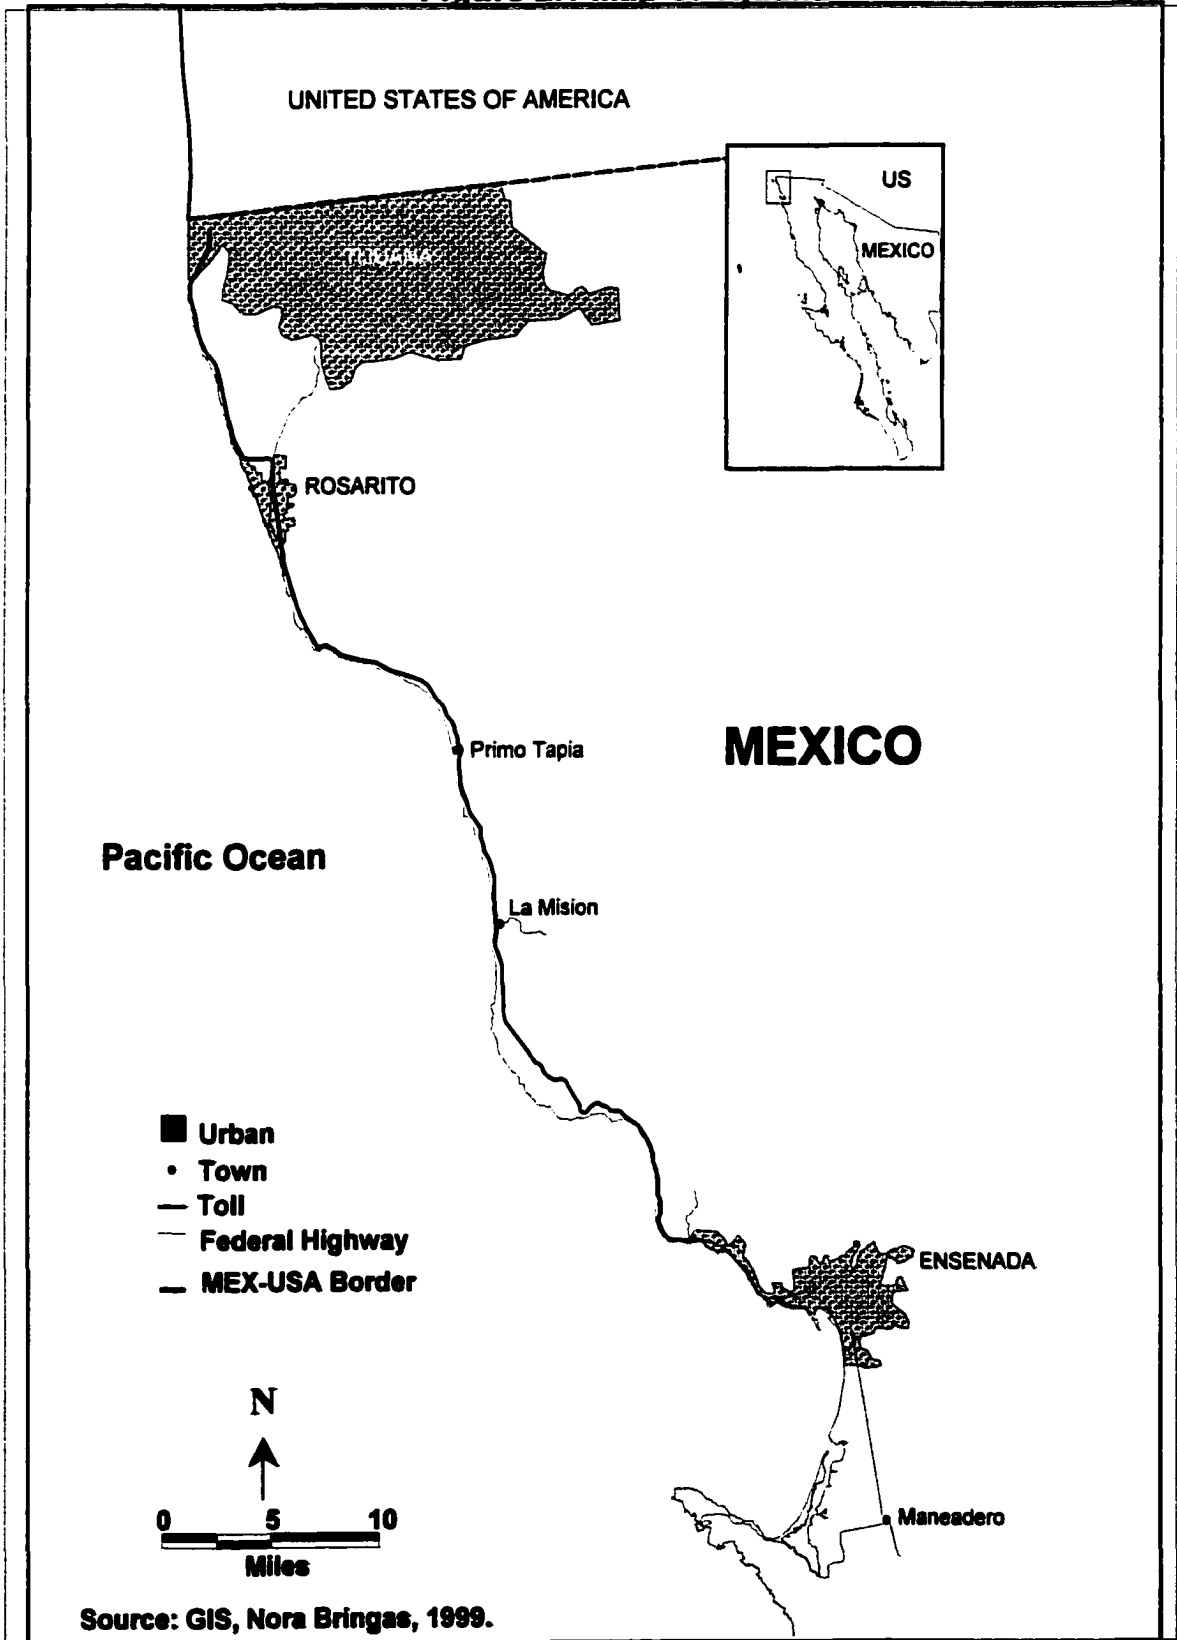 UNITED STATES OF AMERICA
US
MEXICO
TIJUANA
ROSARITO
Primo Tapia
MEXICO
Pacific Ocean
La Mision
Urban
Town
Toll
Federal Highway
MEX-USA Border
ENSENADA
N
0 5 10
Miles
Maneadero
Source: GIS, Nora Bringas, 1999.